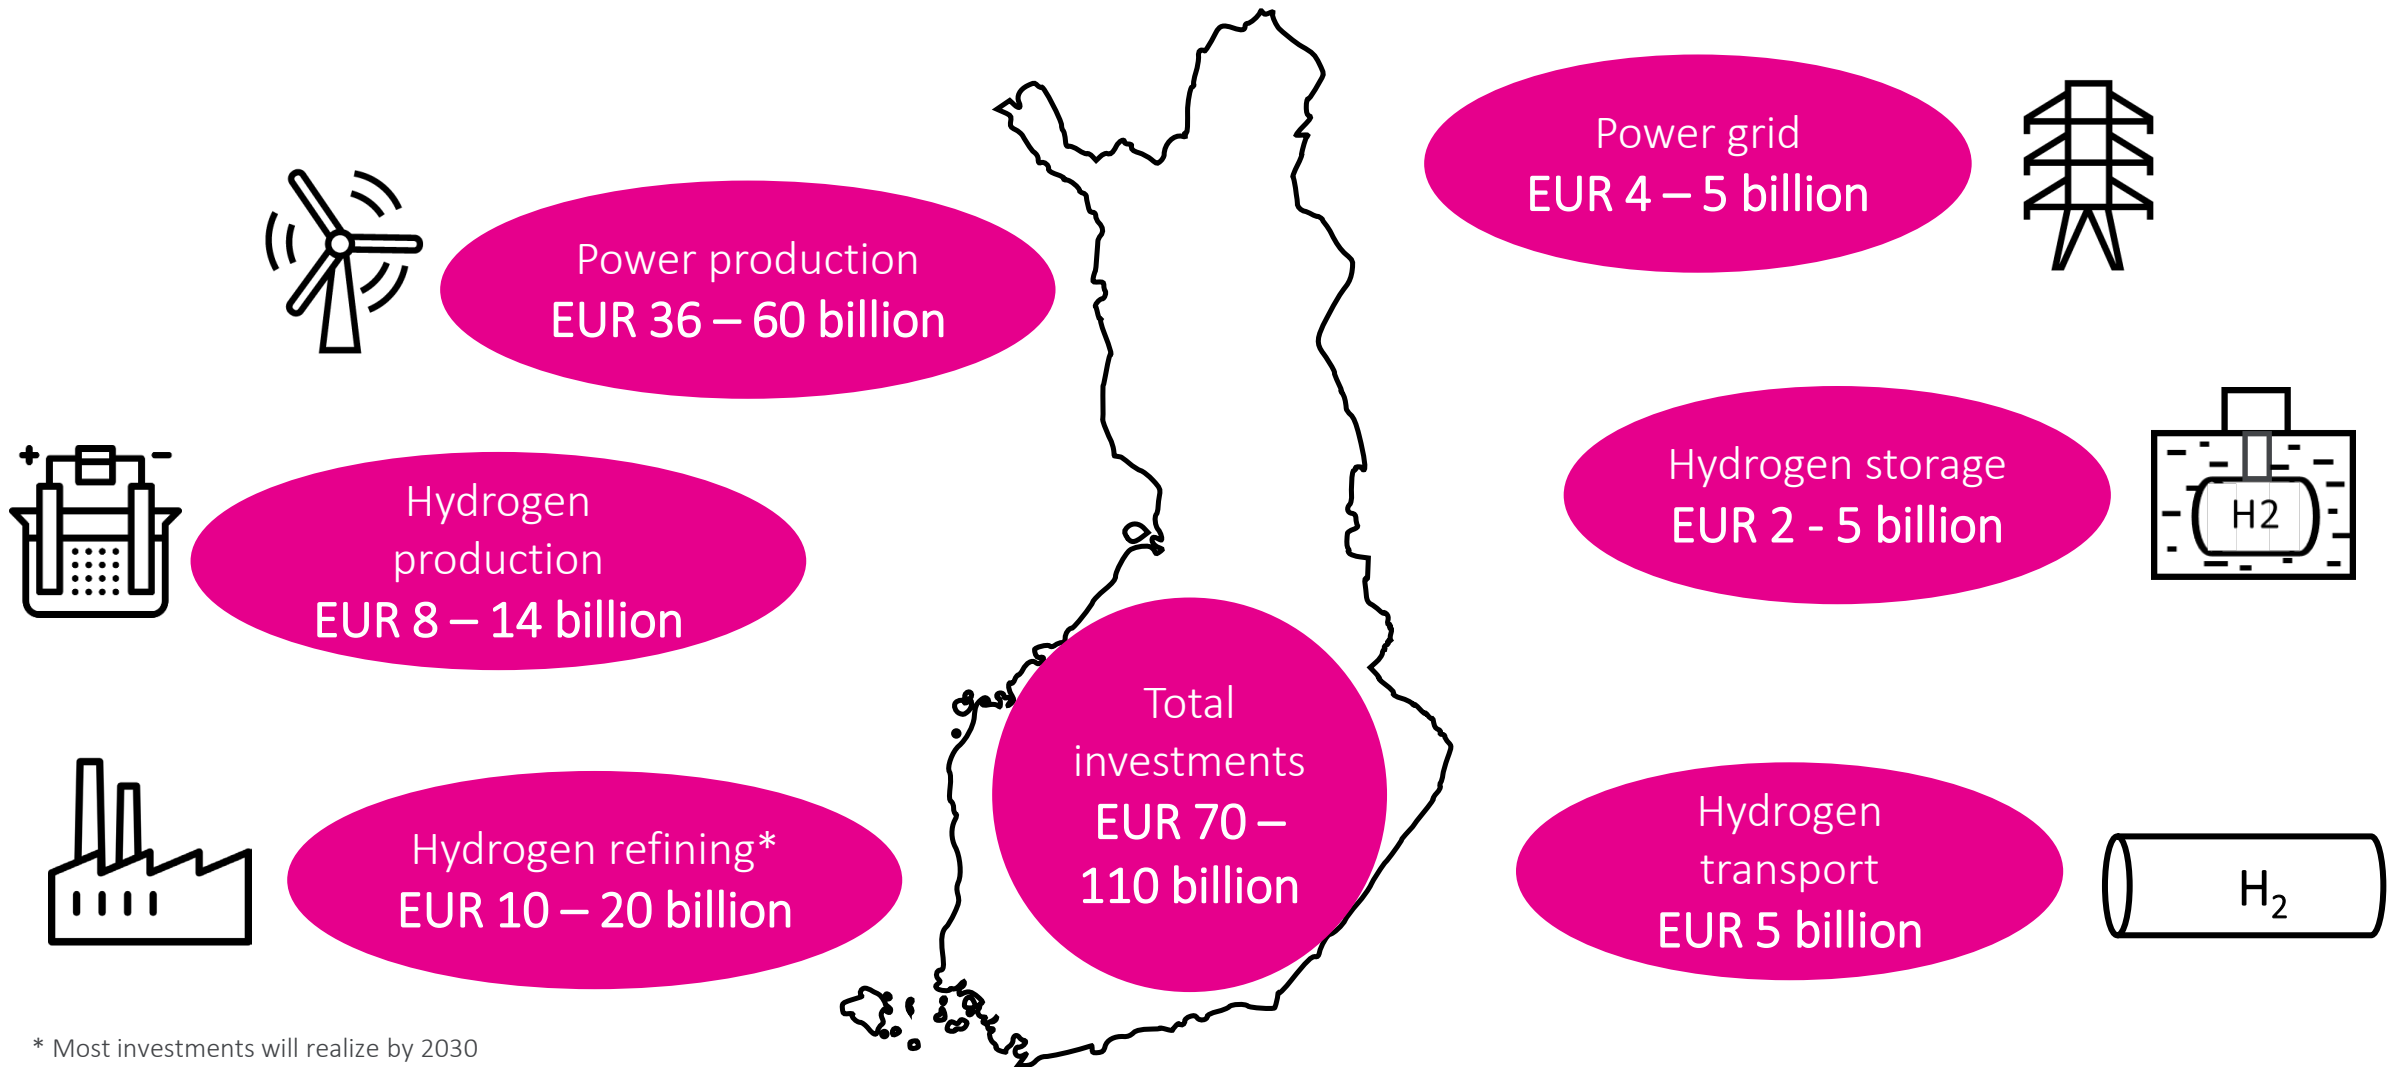 Power grid
EUR 4 – 5 billion
Power production
EUR 36 – 60 billion
Hydrogen storage
EUR 2 - 5 billion
H2
Hydrogen
production
EUR 8 – 14 billion
Total
investments
EUR 70 –
110 billion
Hydrogen
transport
EUR 5 billion
H₂
Hydrogen refining*
EUR 10 – 20 billion
* Most investments will realize by 2030